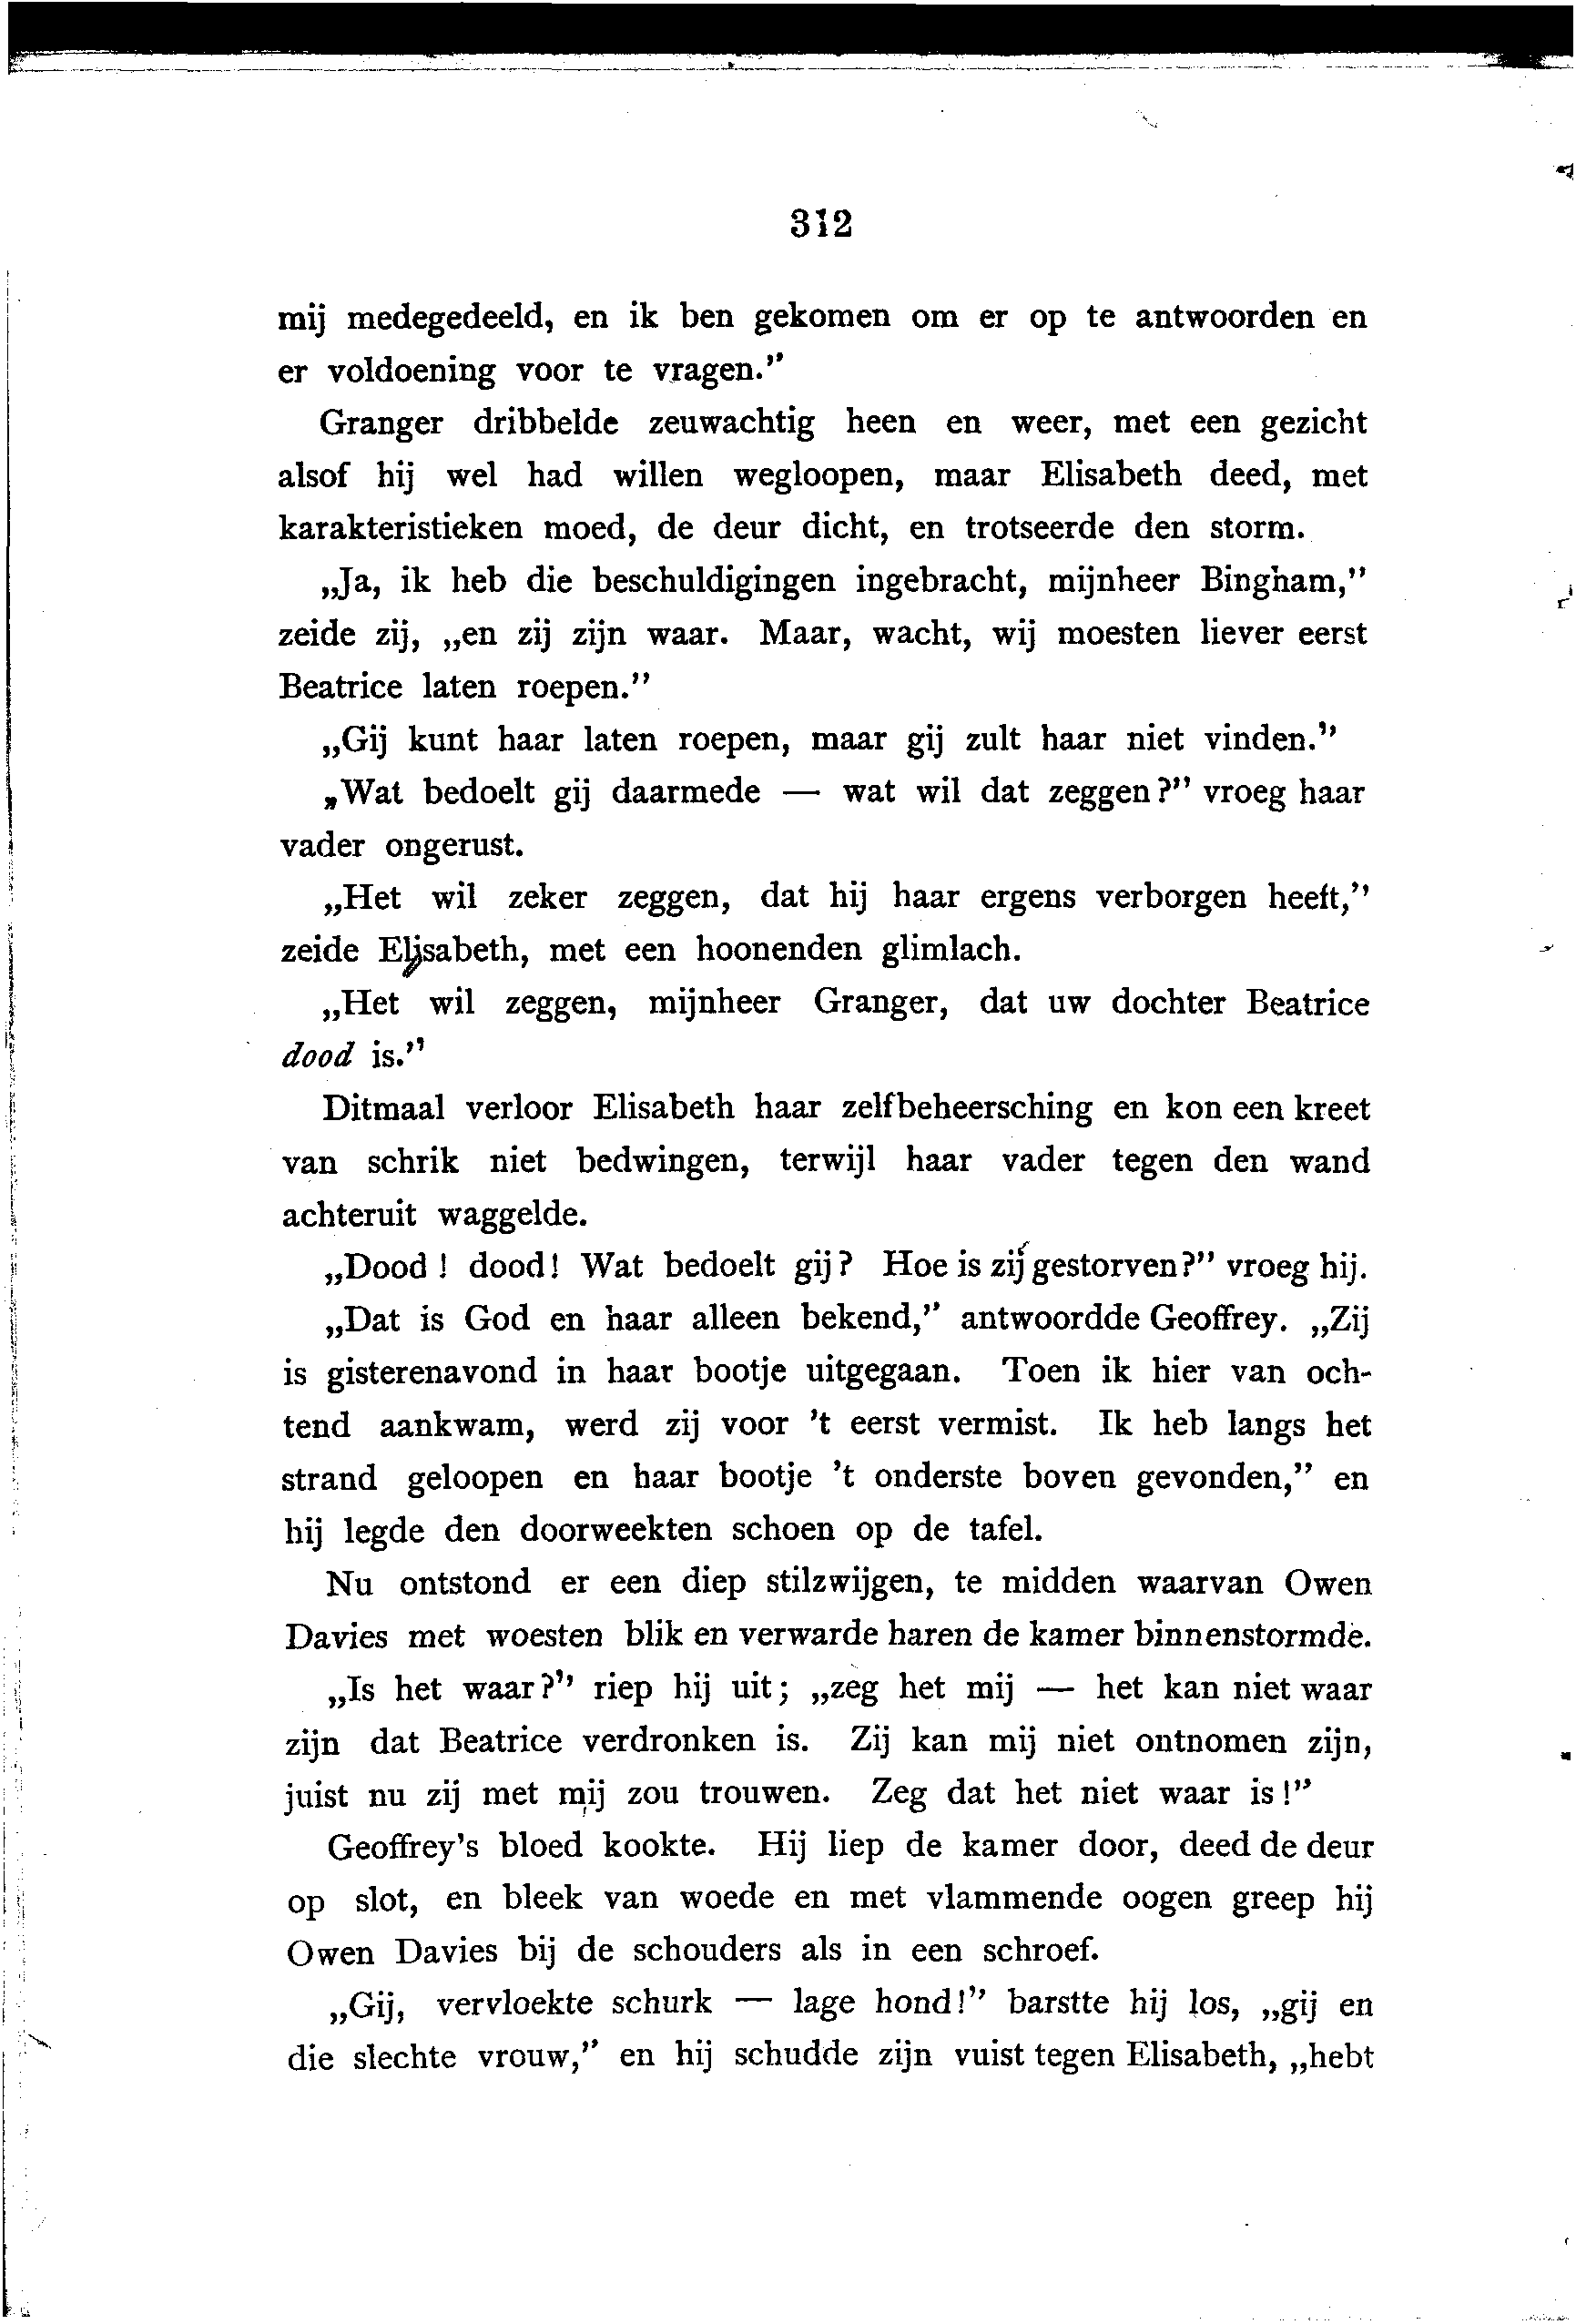 312
mij medegedeeld, en ik ben gekomen om er op te antwoorden en
er voldoening voor te vragen.”
Granger dribbelde zeuwachtig heen en weer, met een gezicht
alsof hij wel had willen wegloopen, maar Elisabeth deed, met
karakteristieken moed, de deur dicht, en trotseerde den storm.
„Ja, ik heb die beschuldigingen ingebracht, mijnheer Bingham,”
zeide zij, „en zij zijn waar. Maar, wacht, wij moesten liever eerst
Beatrice laten roepen.”
„Gij kunt haar laten roepen, maar gij zult haar niet vinden.”
„Wat bedoelt gij daarmede — wat wil dat zeggen?” vroeg haar
vader ongerust.
„Het wil zeker zeggen, dat hij haar ergens verborgen heeft,”
zeide Elisabeth, met een hoonenden glimlach.
„Het wil zeggen, mijnheer Granger, dat uw dochter Beatrice
dood is.”
Ditmaal verloor Elisabeth haar zelfbeheersching en kon een kreet
van schrik niet bedwingen, terwijl haar vader tegen den wand
achteruit waggelde.
„Dood! dood! Wat bedoelt gij? Hoe is zij gestorven?” vroeg hij.
„Dat is God en haar alleen bekend,” antwoordde Geoffrey. „Zij
is gisterenavond in haar bootje uitgegaan. Toen ik hier van och-
tend aankwam, werd zij voor 't eerst vermist. Ik heb langs het
strand geloopen en haar bootje 't onderste boven gevonden,” en
hij legde den doorweekten schoen op de tafel.
Nu ontstond er een diep stilzwijgen, te midden waarvan Owen
Davies met woesten blik en verwarde haren de kamer binnenstormde.
„Is het waar?” riep hij uit; „zeg het mij — het kan niet waar
zijn dat Beatrice verdronken is. Zij kan mij niet ontnomen zijn,
juist nu zij met mij zou trouwen. Zeg dat het niet waar is!”
Geoffrey's bloed kookte. Hij liep de kamer door, deed de deur
op slot, en bleek van woede en met vlammende oogen greep hij
Owen Davies bij de schouders als in een schroef.
„Gij, vervloekte schurk — lage hond!” barstte hij los, „gij en
die slechte vrouw,” en hij schudde zijn vuist tegen Elisabeth, „hebt